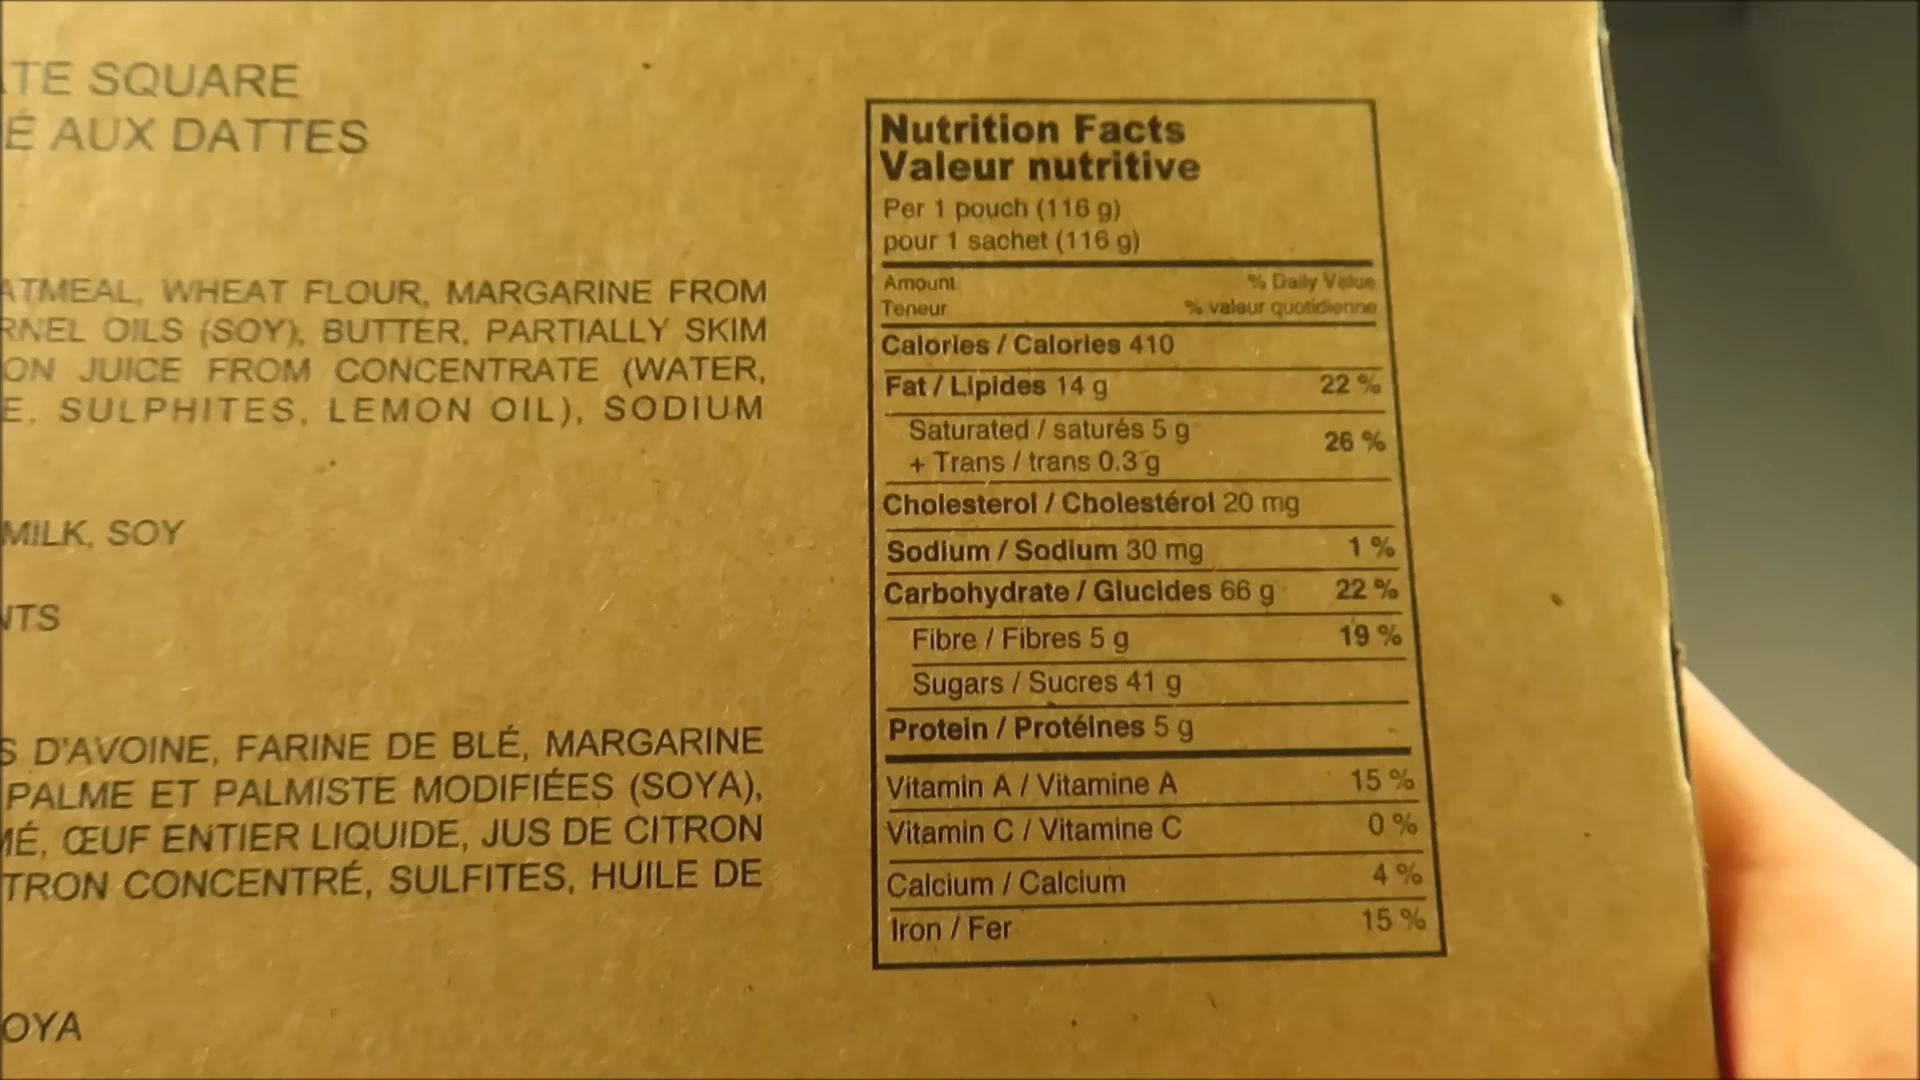 TE SQUARE
É AUX DATTES
ATMEAL, WHEAT FLOUR, MARGARINE FROM
RNEL OILS (SOY), BUTTER, PARTIALLY SKIM
ON JUICE FROM CONCENTRATE (WATER,
E, SULPHITES, LEMON OIL), SODIUM
MILK, SOY
NTS
S D'AVOINE, FARINE DE BLÉ, MARGARINE
PALME ET PALMISTE MODIFIÉES (SOYA),
MÉ, ŒUF ENTIER LIQUIDE, JUS DE CITRON
TRON CONCENTRÉ, SULFITES, HUILE DE
OYA
Nutrition Facts
Valeur nutritive
Per 1 pouch (116 g)
pour 1 sachet (116 g)
Amount % Daily Value
Teneur % valeur quotidienne
Calories / Calories 410
Fat / Lipides 14 g 22 %
Saturated / saturés 5 g
+ Trans / trans 0.3 g 26 %
Cholesterol / Cholestérol 20 mg
Sodium / Sodium 30 mg 1 %
Carbohydrate / Glucides 66 g 22 %
Fibre / Fibres 5 g 19 %
Sugars / Sucres 41 g
Protein / Protéines 5 g
Vitamin A / Vitamine A 15 %
Vitamin C / Vitamine C 0 %
Calcium / Calcium 4 %
Iron / Fer 15 %